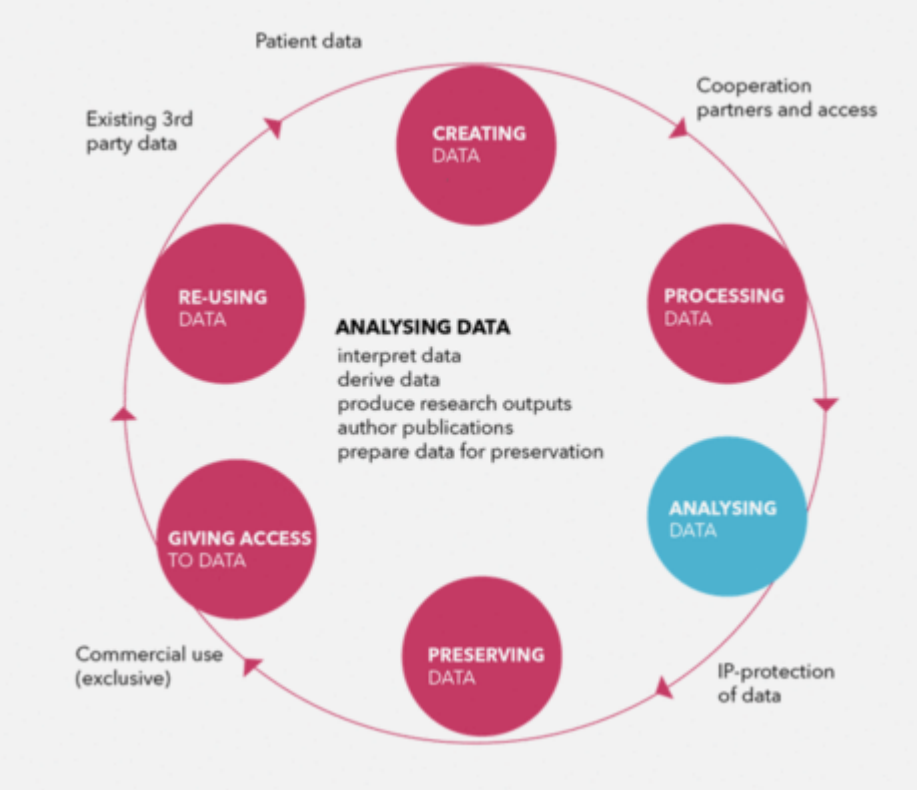 Patient data
Existing 3rd
party data
Cooperation
partners and access
CREATING
DATA
RE-USING
DATA
PROCESSING
DATA
ANALYSING DATA
interpret data
derive data
produce research outputs
author publications
prepare data for preservation
ANALYSING
DATA
GIVING ACCESS
TO DATA
PRESERVING
DATA
Commercial use
(exclusive)
IP-protection
of data